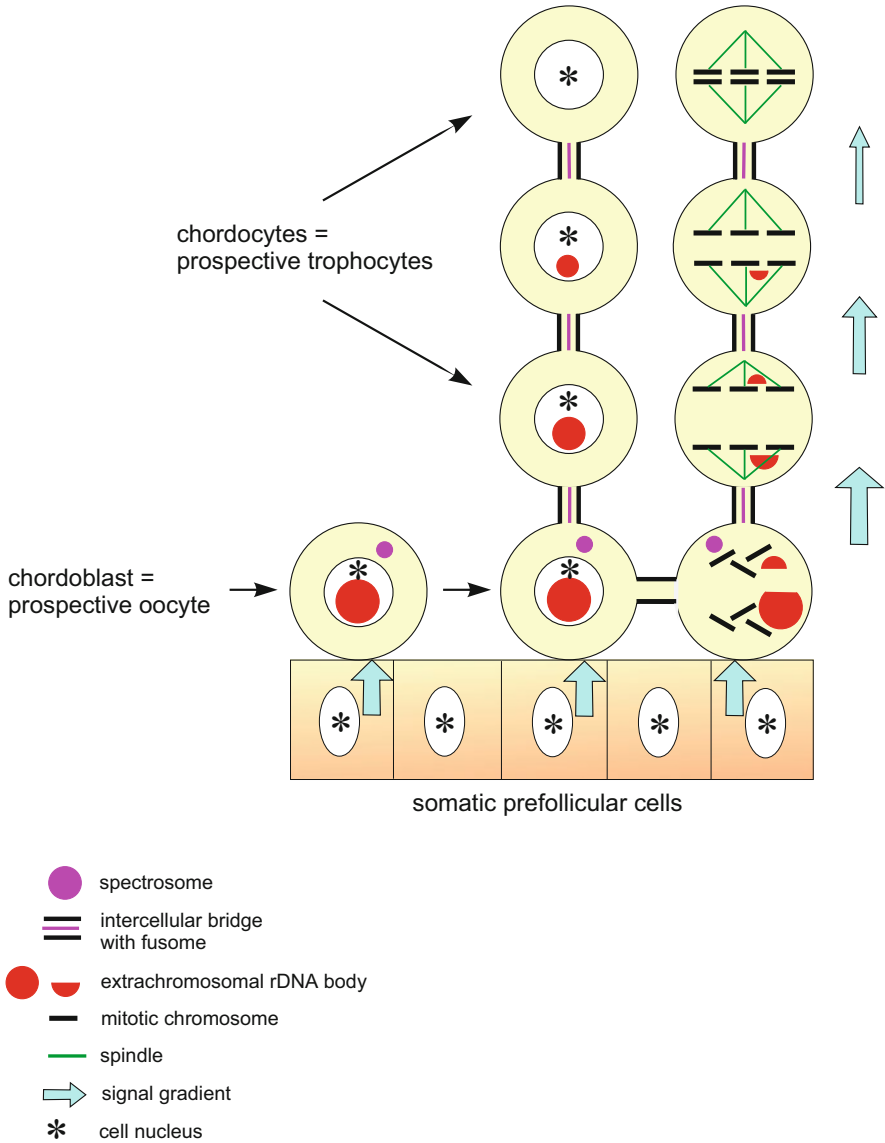 chordocytes =
prospective trophocytes
chordoblast =
prospective oocyte
somatic prefollicular cells
spectrosome
intercellular bridge
with fusome
extrachromosomal rDNA body
mitotic chromosome
spindle
signal gradient
cell nucleus